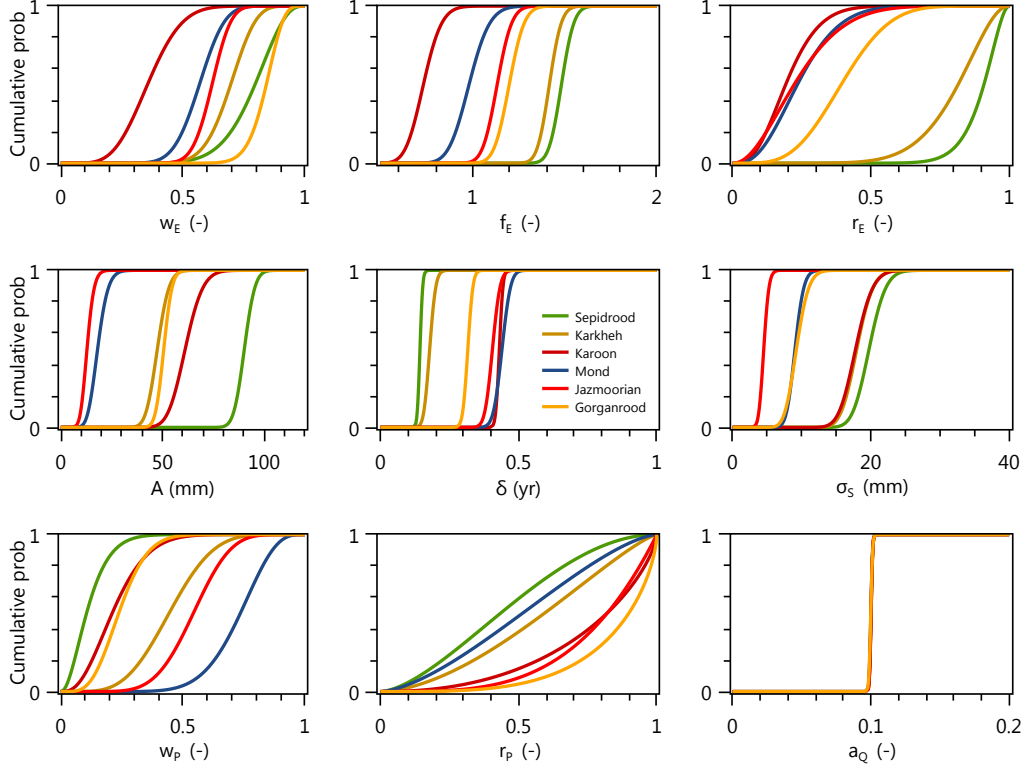 Cumulative prob
1
0
0
0.5
1
w_E (-)
1
0
1
2
f_E (-)
1
0
0
0.5
1
r_E (-)
Cumulative prob
1
0
0
50
100
A (mm)
1
0
0
0.5
1
δ (yr)
Sepidrood
Karkheh
Karoon
Mond
Jazmoorian
Gorganrood
1
0
0
20
40
σ_S (mm)
Cumulative prob
1
0
0
0.5
1
w_P (-)
1
0
0
0.5
1
r_P (-)
1
0
0
0.1
0.2
a_Q (-)